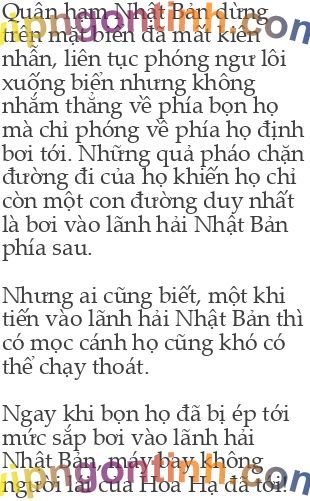 Quân hạm Nhật Bản dừng
trên mặt biển đã mất kiên
nhẫn, liên tục phóng ngư lôi
xuống biển nhưng không
nhắm thẳng về phía bọn họ
mà chỉ phóng về phía họ định
bơi tới. Những quả pháo chặn
đường đi của họ khiến họ chỉ
còn một con đường duy nhất
là bơi vào lãnh hải Nhật Bản
phía sau.
Nhưng ai cũng biết, một khi
tiến vào lãnh hải Nhật Bản thì
có mọc cánh họ cũng khó có
thể chạy thoát.
Ngay khi bọn họ đã bị ép tới
mức sắp bơi vào lãnh hải
Nhật Bản, máy bay không
người lái của Hoa Hạ đã tới!
vipngontinh.com
vipngontinh.com